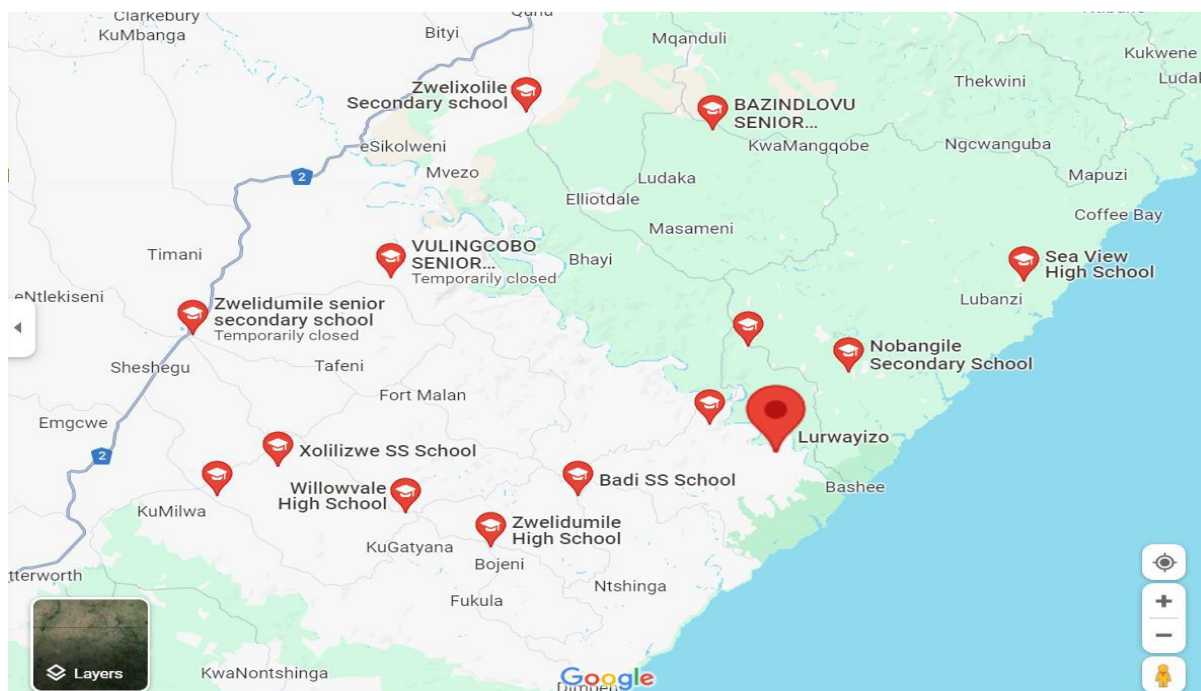 Clarkebury
KuMbanga
Bityi
Mqanduli
Kukwene
Thekwini
Zwelixolile
Secondary school
BAZINDLOVU
SENIOR...
KwaMangqobe
Ngcwanguba
eSikolweni
Mvezo
Ludaka
Mapuzi
2
Elliotdale
Coffee Bay
Masameni
Timani
VULINGCOBO
SENIOR...
Temporarily closed
Bhayi
Sea View
High School
eNtlekiseni
Lubanzi
Zwelidumile senior
secondary school
Temporarily closed
Sheshegu
Tafeni
Nobangile
Secondary School
Fort Malan
Emgcwe
Lurwayizo
2
Xolilizwe SS School
Willowvale
High School
Badi SS School
Bashee
KuMilwa
Zwelidumile
High School
KuGatyana
Bojeni
tterworth
Ntshinga
Fukula
Layers
KwaNontshinga
Google